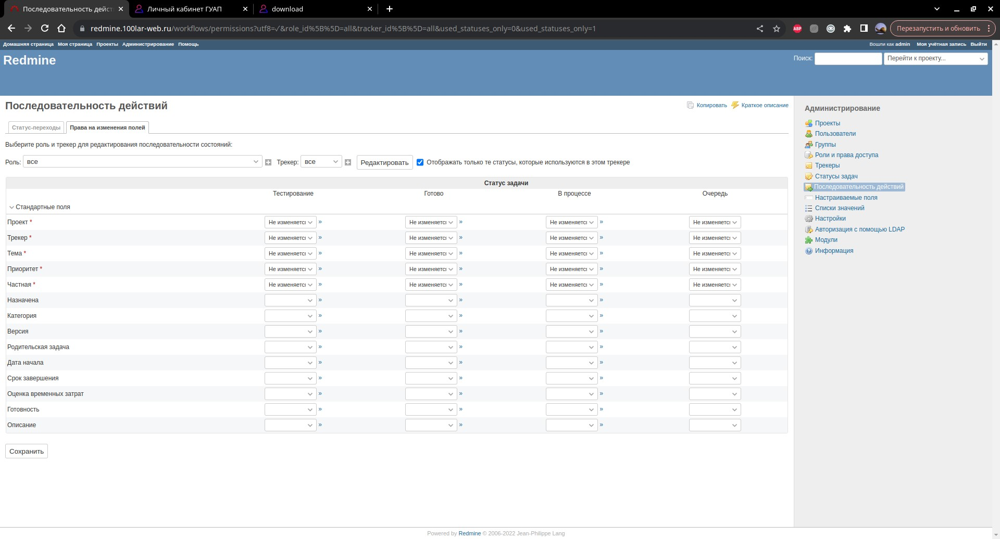 Последовательность дейст
Личный кабинет ГУАП
download
redmine.100lar-web.ru/workflows/permissions?utf8=✓&role_id%5B%5D=all&tracker_id%5B%5D=all&used_statuses_only=0&used_statuses_only=1
ABP
Перезапустить и обновить
Домашняя страница Моя страница Проекты Администрирование Помощь
Вошли как admin Моя учётная запись Выйти
Redmine
Поиск: Перейти к проекту...
Последовательность действий
Копировать Краткое описание
Статус-переходы Права на изменения полей
Выберите роль и трекер для редактирования последовательности состояний:
Роль: все Трекер: все Редактировать Отображать только те статусы, которые используются в этом трекере
Статус задачи
Тестирование Готово В процессе Очередь
Стандартные поля
Проект * Не изменяетс » Не изменяетс » Не изменяетс » Не изменяетс
Трекер * Не изменяетс » Не изменяетс » Не изменяетс » Не изменяетс
Тема * Не изменяетс » Не изменяетс » Не изменяетс » Не изменяетс
Приоритет * Не изменяетс » Не изменяетс » Не изменяетс » Не изменяетс
Частная * Не изменяетс » Не изменяетс » Не изменяетс » Не изменяетс
Назначена » » »
Категория » » »
Версия » » »
Родительская задача » » »
Дата начала » » »
Срок завершения » » »
Оценка временных затрат » » »
Готовность » » »
Описание » » »
Сохранить
Администрирование
Проекты
Пользователи
Группы
Роли и права доступа
Трекеры
Статусы задач
Последовательность действий
Настраиваемые поля
Списки значений
Настройки
Авторизация с помощью LDAP
Модули
Информация
Powered by Redmine © 2006-2022 Jean-Philippe Lang